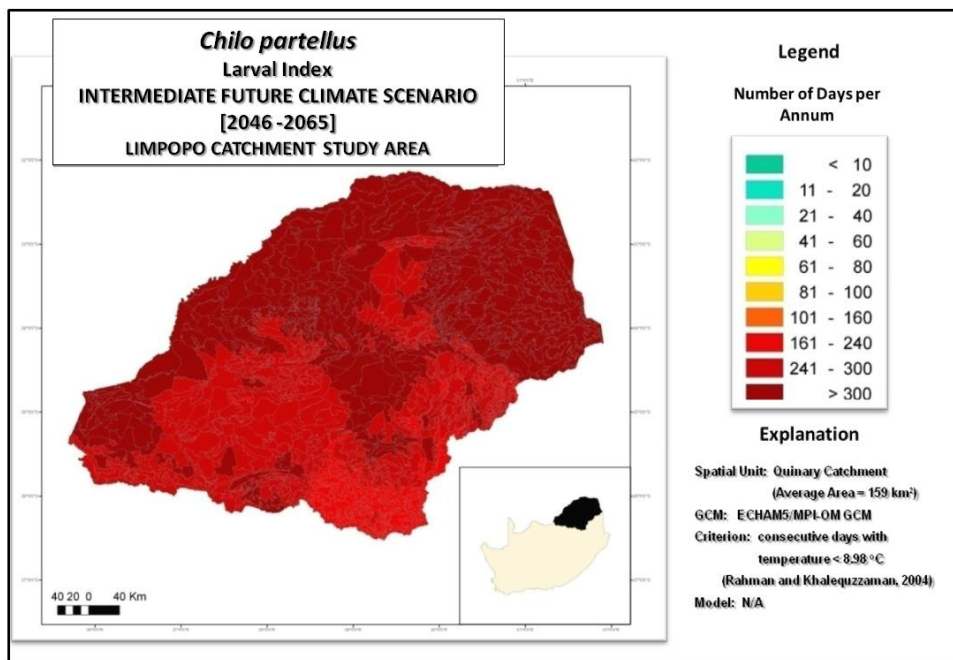 Chilo partellus
Larval Index
INTERMEDIATE FUTURE CLIMATE SCENARIO
[2046 -2065]
LIMPOPO CATCHMENT STUDY AREA
40 20 0 40 Km
Legend
Number of Days per
Annum
< 10
11 - 20
21 - 40
41 - 60
61 - 80
81 - 100
101 - 160
161 - 240
241 - 300
> 300
Explanation
Spatial Unit: Quinary Catchment
(Average Area = 159 km²)
GCM: ECHAM5/MPI-OM GCM
Criterion: consecutive days with
temperature < 8.98 °C
(Rahman and Khalequzzaman, 2004)
Model: N/A